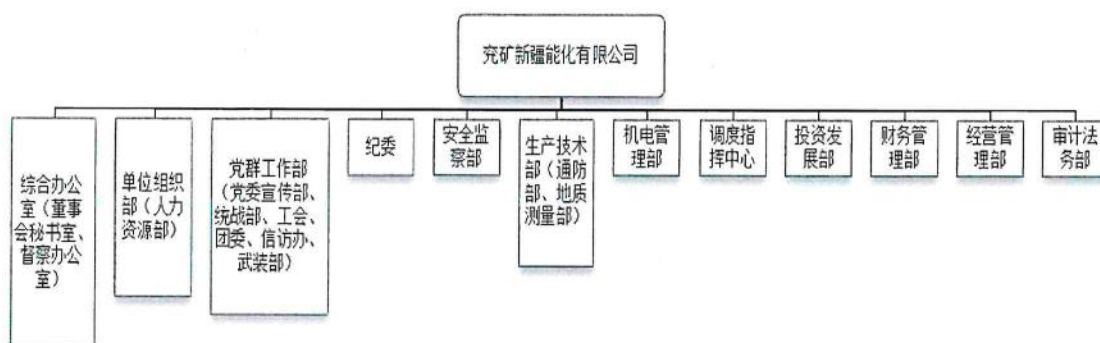 兖矿新疆能化有限公司
综合办公
室（董事
会秘书室、
督察办公
室）
单位组织
部（人力
资源部）
党群工作部
（党委宣传部、
统战部、工会、
团委、信访办、
武装部）
纪委
安全监
察部
生产技术
部（通防
部、地质
测量部）
机电管
理部
调度指
挥中心
投资发
展部
财务管
理部
经营管
理部
审计法
务部